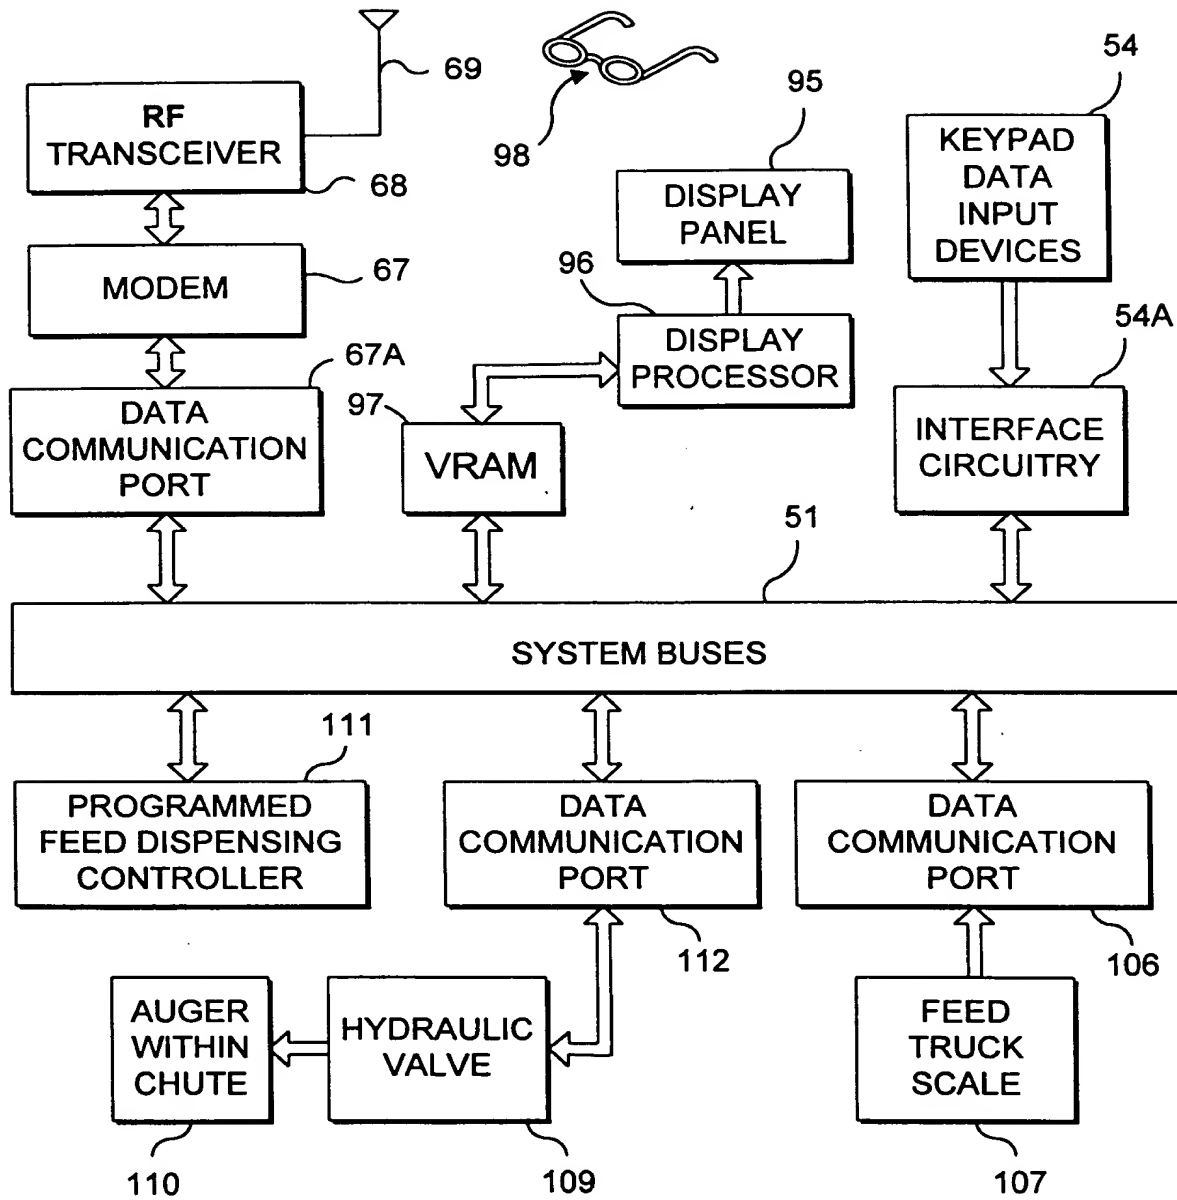 69
98
95
54
RF
TRANSCEIVER
68
DISPLAY
PANEL
KEYPAD
DATA
INPUT
DEVICES
MODEM
67
96
DISPLAY
PROCESSOR
54A
67A
DATA
COMMUNICATION
PORT
97
VRAM
INTERFACE
CIRCUITRY
51
SYSTEM BUSES
111
PROGRAMMED
FEED DISPENSING
CONTROLLER
DATA
COMMUNICATION
PORT
112
DATA
COMMUNICATION
PORT
106
AUGER
WITHIN
CHUTE
110
HYDRAULIC
VALVE
109
FEED
TRUCK
SCALE
107